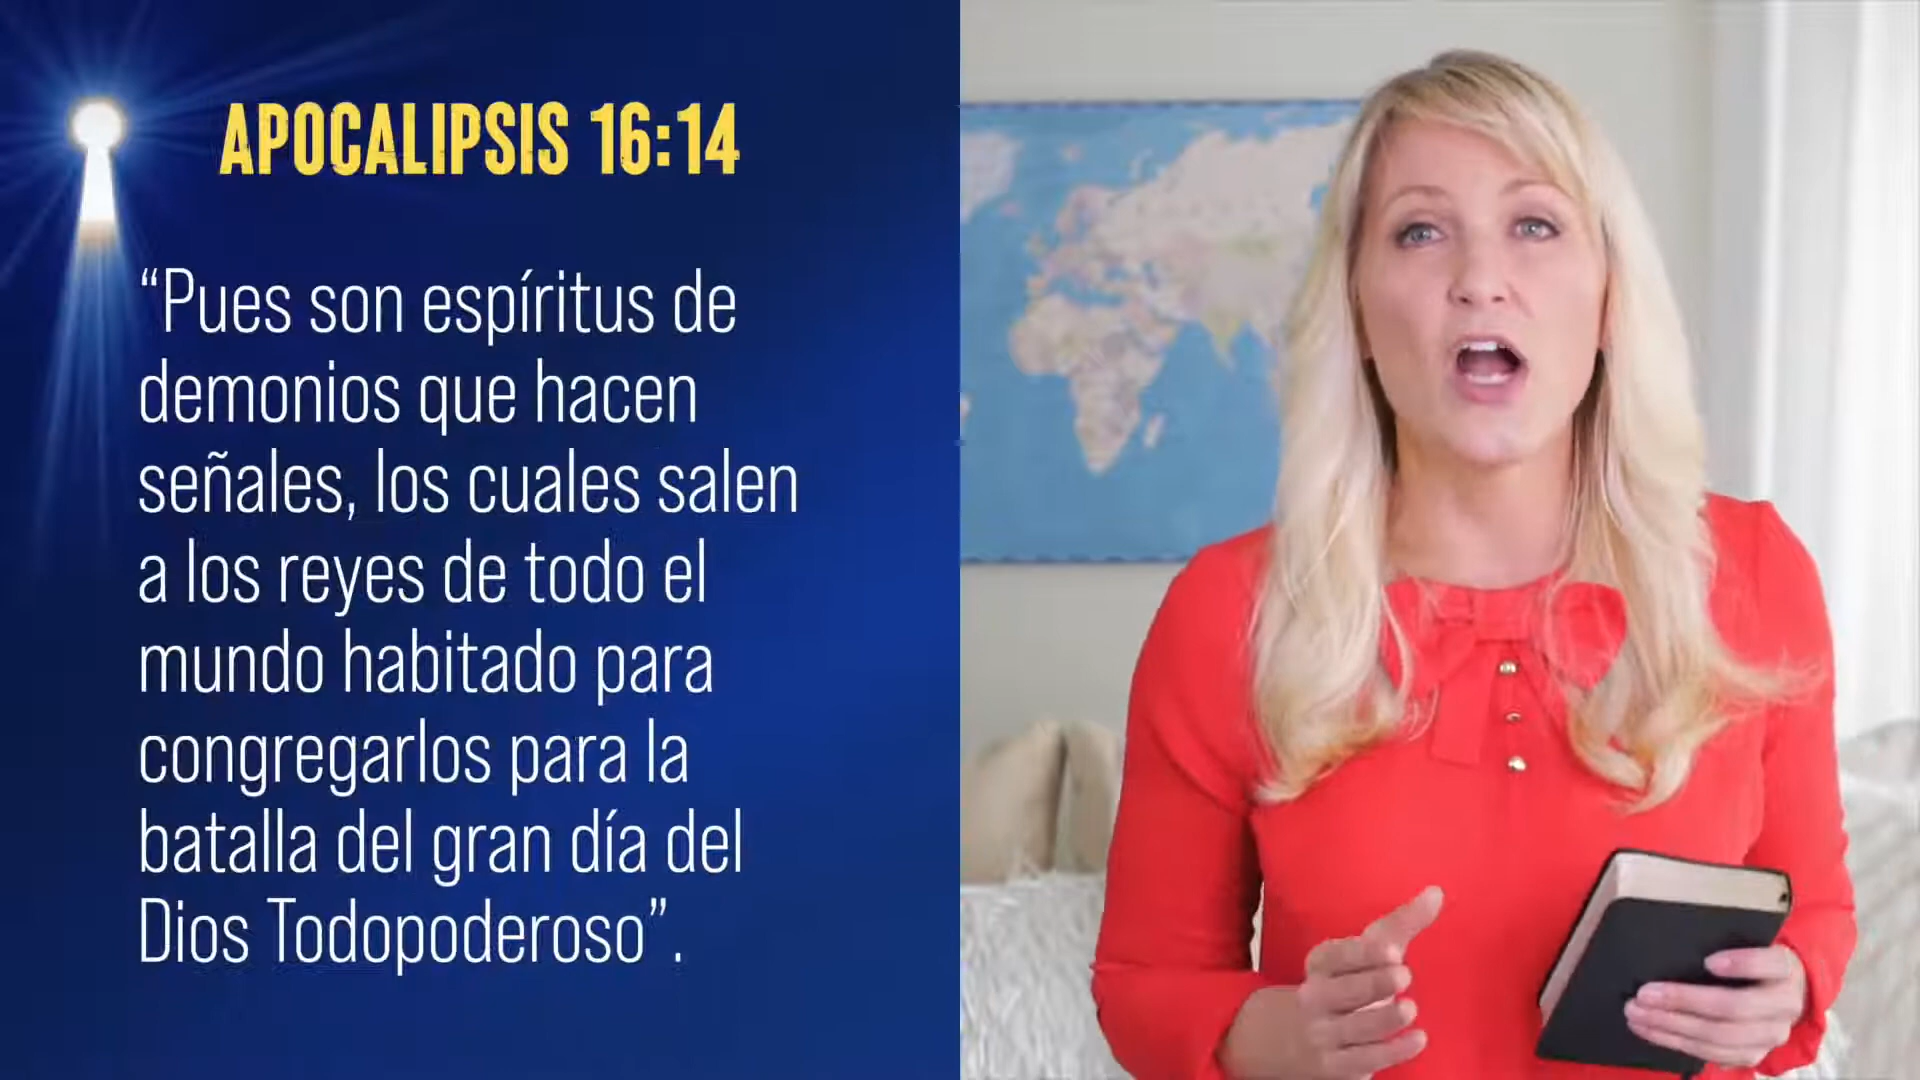 APOCALIPSIS 16:14
“Pues son espíritus de
demonios que hacen
señales, los cuales salen
a los reyes de todo el
mundo habitado para
congregarlos para la
batalla del gran día del
Dios Todopoderoso”.